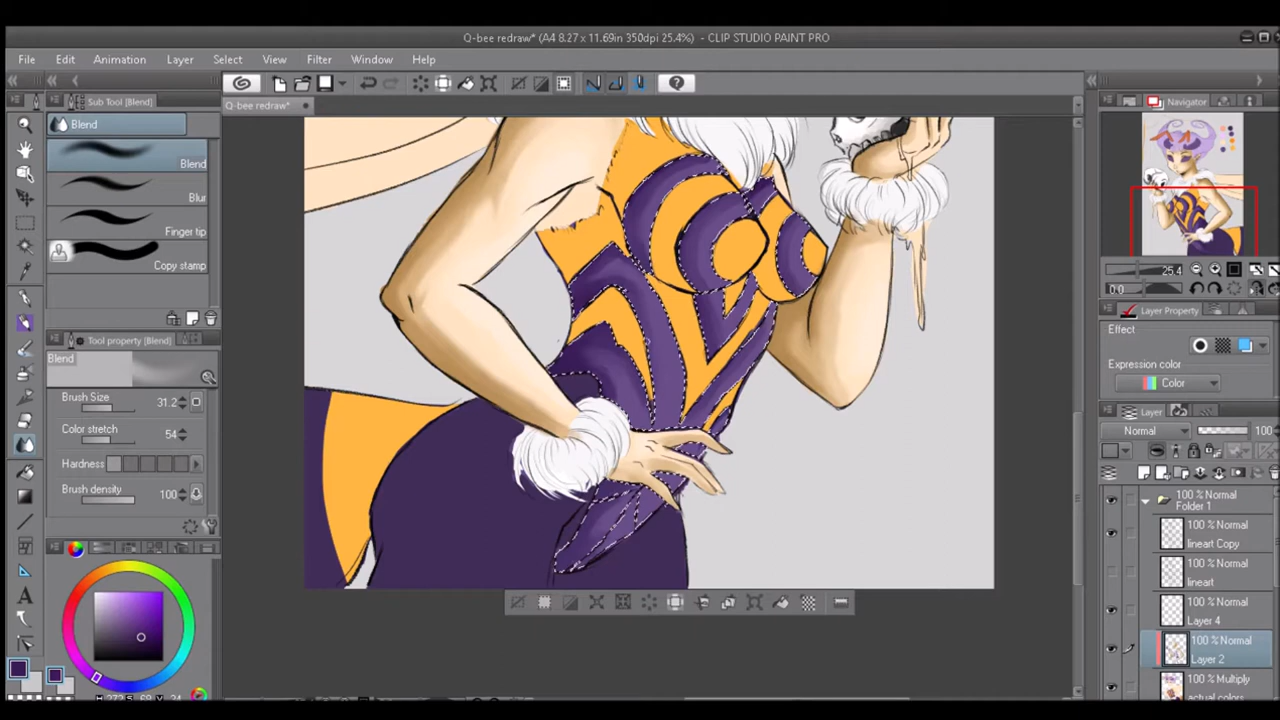 Q-bee redraw* (A4 8.27 x 11.69in 350dpi 25.4%) - CLIP STUDIO PAINT PRO
File Edit Animation Layer Select View Filter Window Help
Sub Tool [Blend]
Q-bee redraw*
Navigator
Blend
Blend
Blur
Finger tip
Copy stamp
25.4
0.0
Tool property [Blend]
Blend
Brush Size 31.2
Color stretch 54
Hardness
Brush density 100
Layer Property
Effect
Expression color
Color
Layer
Normal 100
100 % Normal
Folder 1
100 % Normal
lineart Copy
100 % Normal
lineart
100 % Normal
Layer 4
100 % Normal
Layer 2
100 % Multiply
actual colors